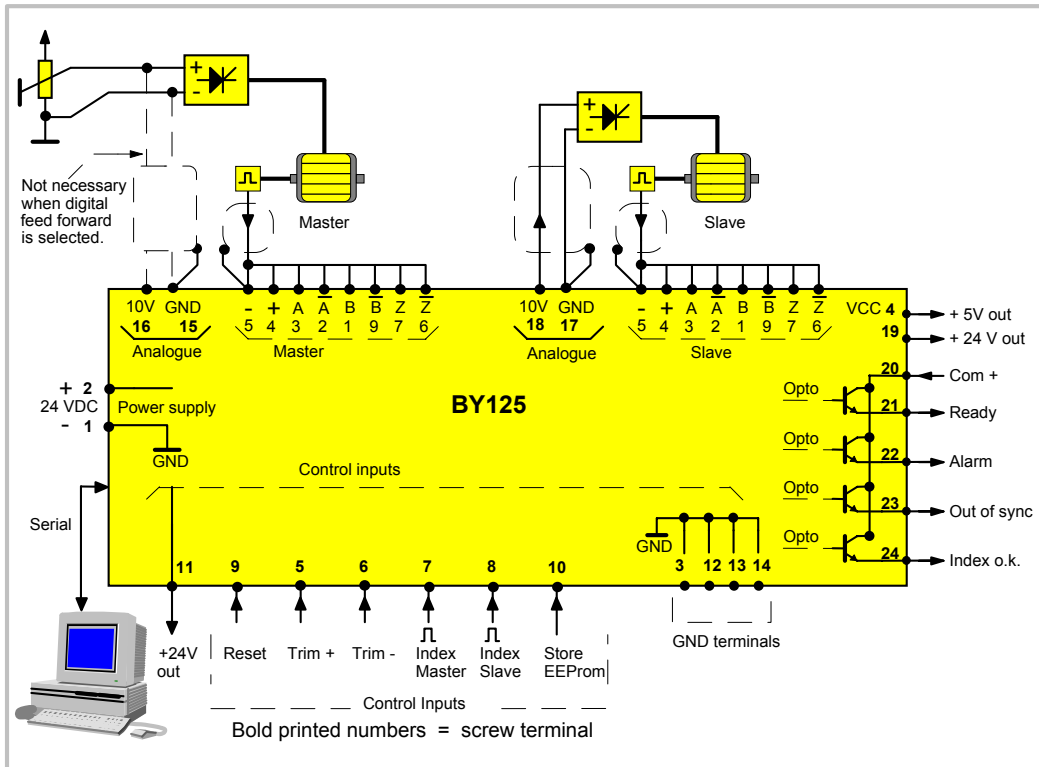 +
-
+
-
Not necessary
when digital
feed forward
is selected.
Master
Slave
10V GND
16 15
Analogue
- + A A̅ B B̅ Z Z̅
5 4 3 2 1 9 7 6
Master
10V GND
18 17
Analogue
- + A A̅ B B̅ Z Z̅
5 4 3 2 1 9 7 6
Slave
VCC 4
+ 5V out
19
+ 24 V out
+ 2
24 VDC
- 1
Power supply
GND
BY125
20
Com +
Opto
21
Ready
Opto
22
Alarm
Opto
23
Out of sync
Opto
24
Index o.k.
Control inputs
Serial
GND
11 9 5 6 7 8 10
3 12 13 14
+24V
out
Reset
Trim +
Trim -
Index
Master
Index
Slave
Store
EEProm
GND terminals
Control Inputs
Bold printed numbers = screw terminal